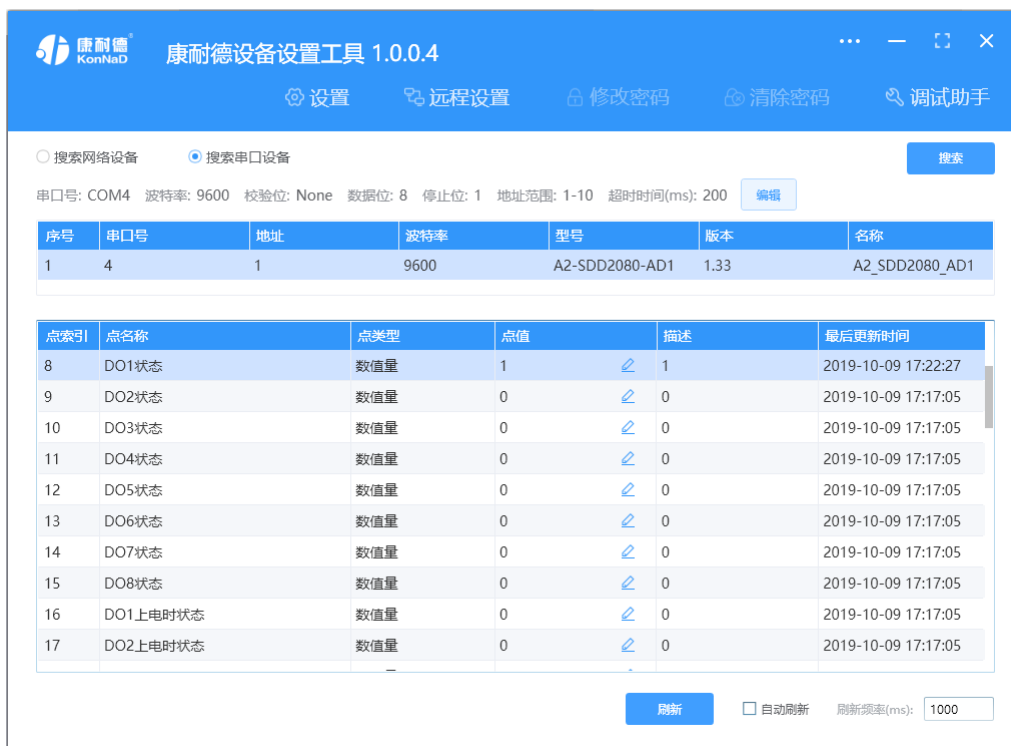 康耐德®
KonNaD
康耐德设备设置工具 1.0.0.4
设置 远程设置 修改密码 清除密码 调试助手
搜索网络设备 搜索串口设备 搜索
串口号: COM4 波特率: 9600 校验位: None 数据位: 8 停止位: 1 地址范围: 1-10 超时时间(ms): 200 编辑
序号 串口号 地址 波特率 型号 版本 名称
1 4 1 9600 A2-SDD2080-AD1 1.33 A2_SDD2080_AD1
点索引 点名称 点类型 点值 描述 最后更新时间
8 DO1状态 数值量 1 1 2019-10-09 17:22:27
9 DO2状态 数值量 0 0 2019-10-09 17:17:05
10 DO3状态 数值量 0 0 2019-10-09 17:17:05
11 DO4状态 数值量 0 0 2019-10-09 17:17:05
12 DO5状态 数值量 0 0 2019-10-09 17:17:05
13 DO6状态 数值量 0 0 2019-10-09 17:17:05
14 DO7状态 数值量 0 0 2019-10-09 17:17:05
15 DO8状态 数值量 0 0 2019-10-09 17:17:05
16 DO1上电时状态 数值量 0 0 2019-10-09 17:17:05
17 DO2上电时状态 数值量 0 0 2019-10-09 17:17:05
刷新 自动刷新 刷新频率(ms): 1000